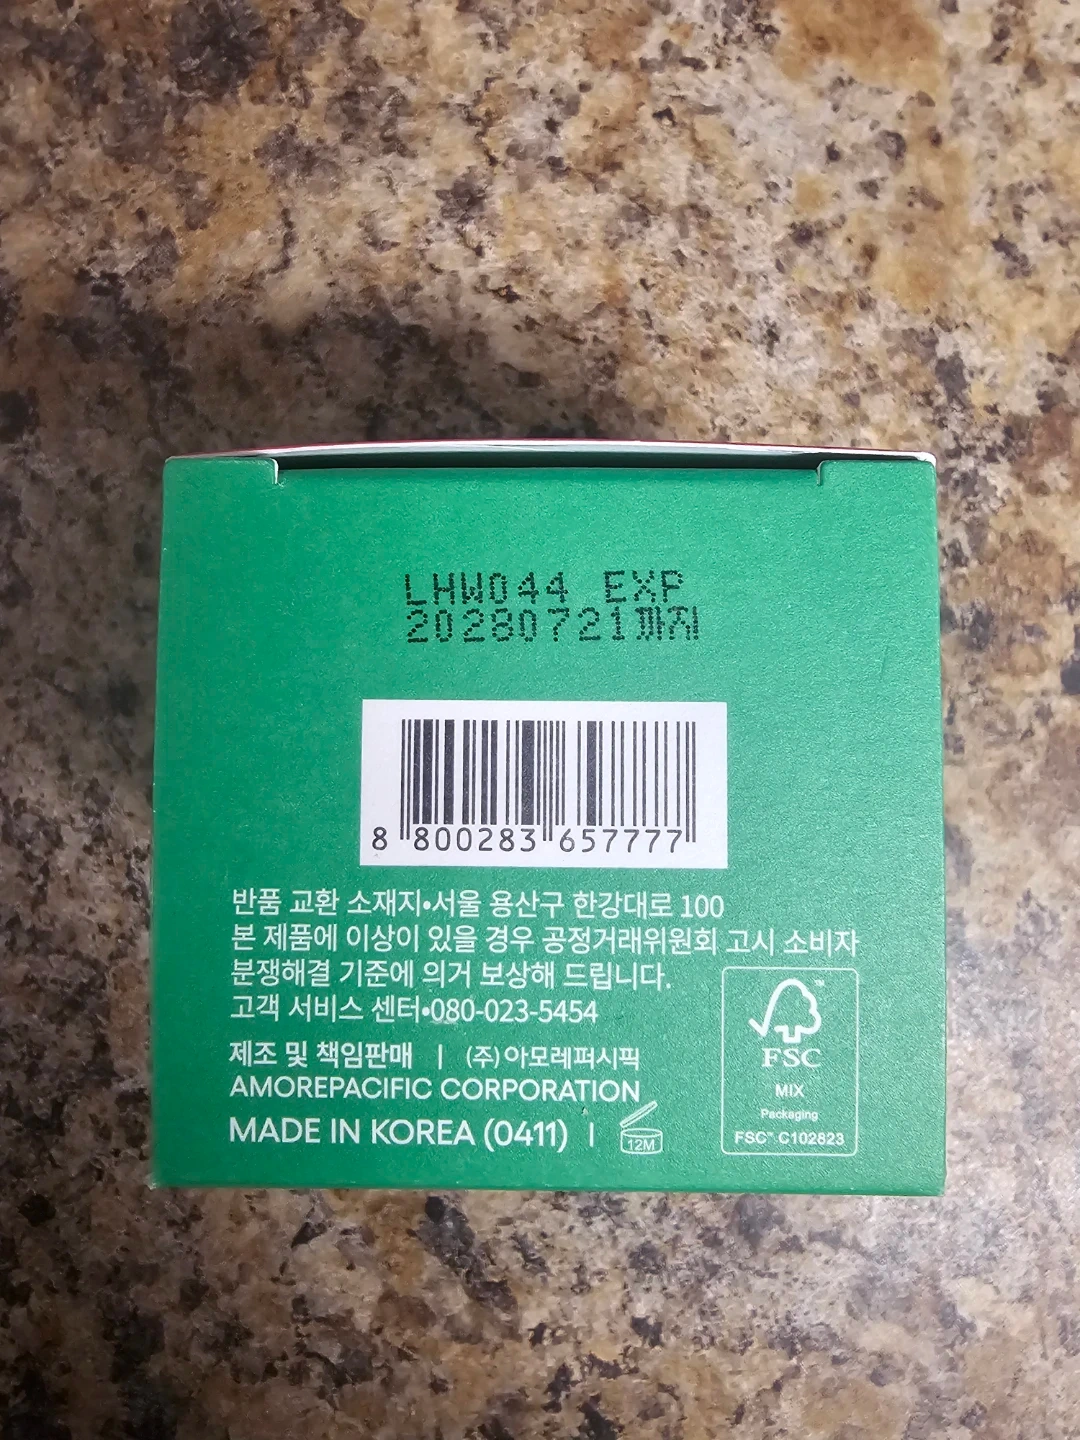 LHW044 EXP
20280721까지
8 800283 657777
반품 교환 소재지•서울 용산구 한강대로 100
본 제품에 이상이 있을 경우 공정거래위원회 고시 소비자
분쟁해결 기준에 의거 보상해 드립니다.
고객 서비스 센터•080-023-5454
제조 및 책임판매 | (주)아모레퍼시픽
AMOREPACIFIC CORPORATION
MADE IN KOREA (0411) |
12M
FSC
MIX
Packaging
FSC™ C102823